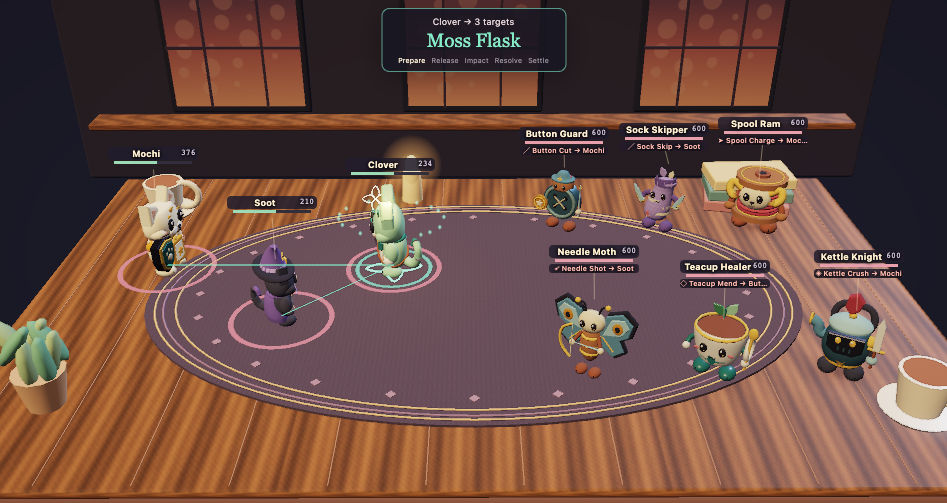 Clover → 3 targets
Moss Flask
Prepare Release Impact Resolve Settle
Mochi 376
Clover 234
Soot 210
Button Guard 600
Button Cut → Mochi
Sock Skipper 600
Sock Skip → Soot
Spool Ram 600
Spool Charge → Moc...
Needle Moth 600
Needle Shot → Soot
Teacup Healer 600
Teacup Mend → But...
Kettle Knight 600
Kettle Crush → Mochi